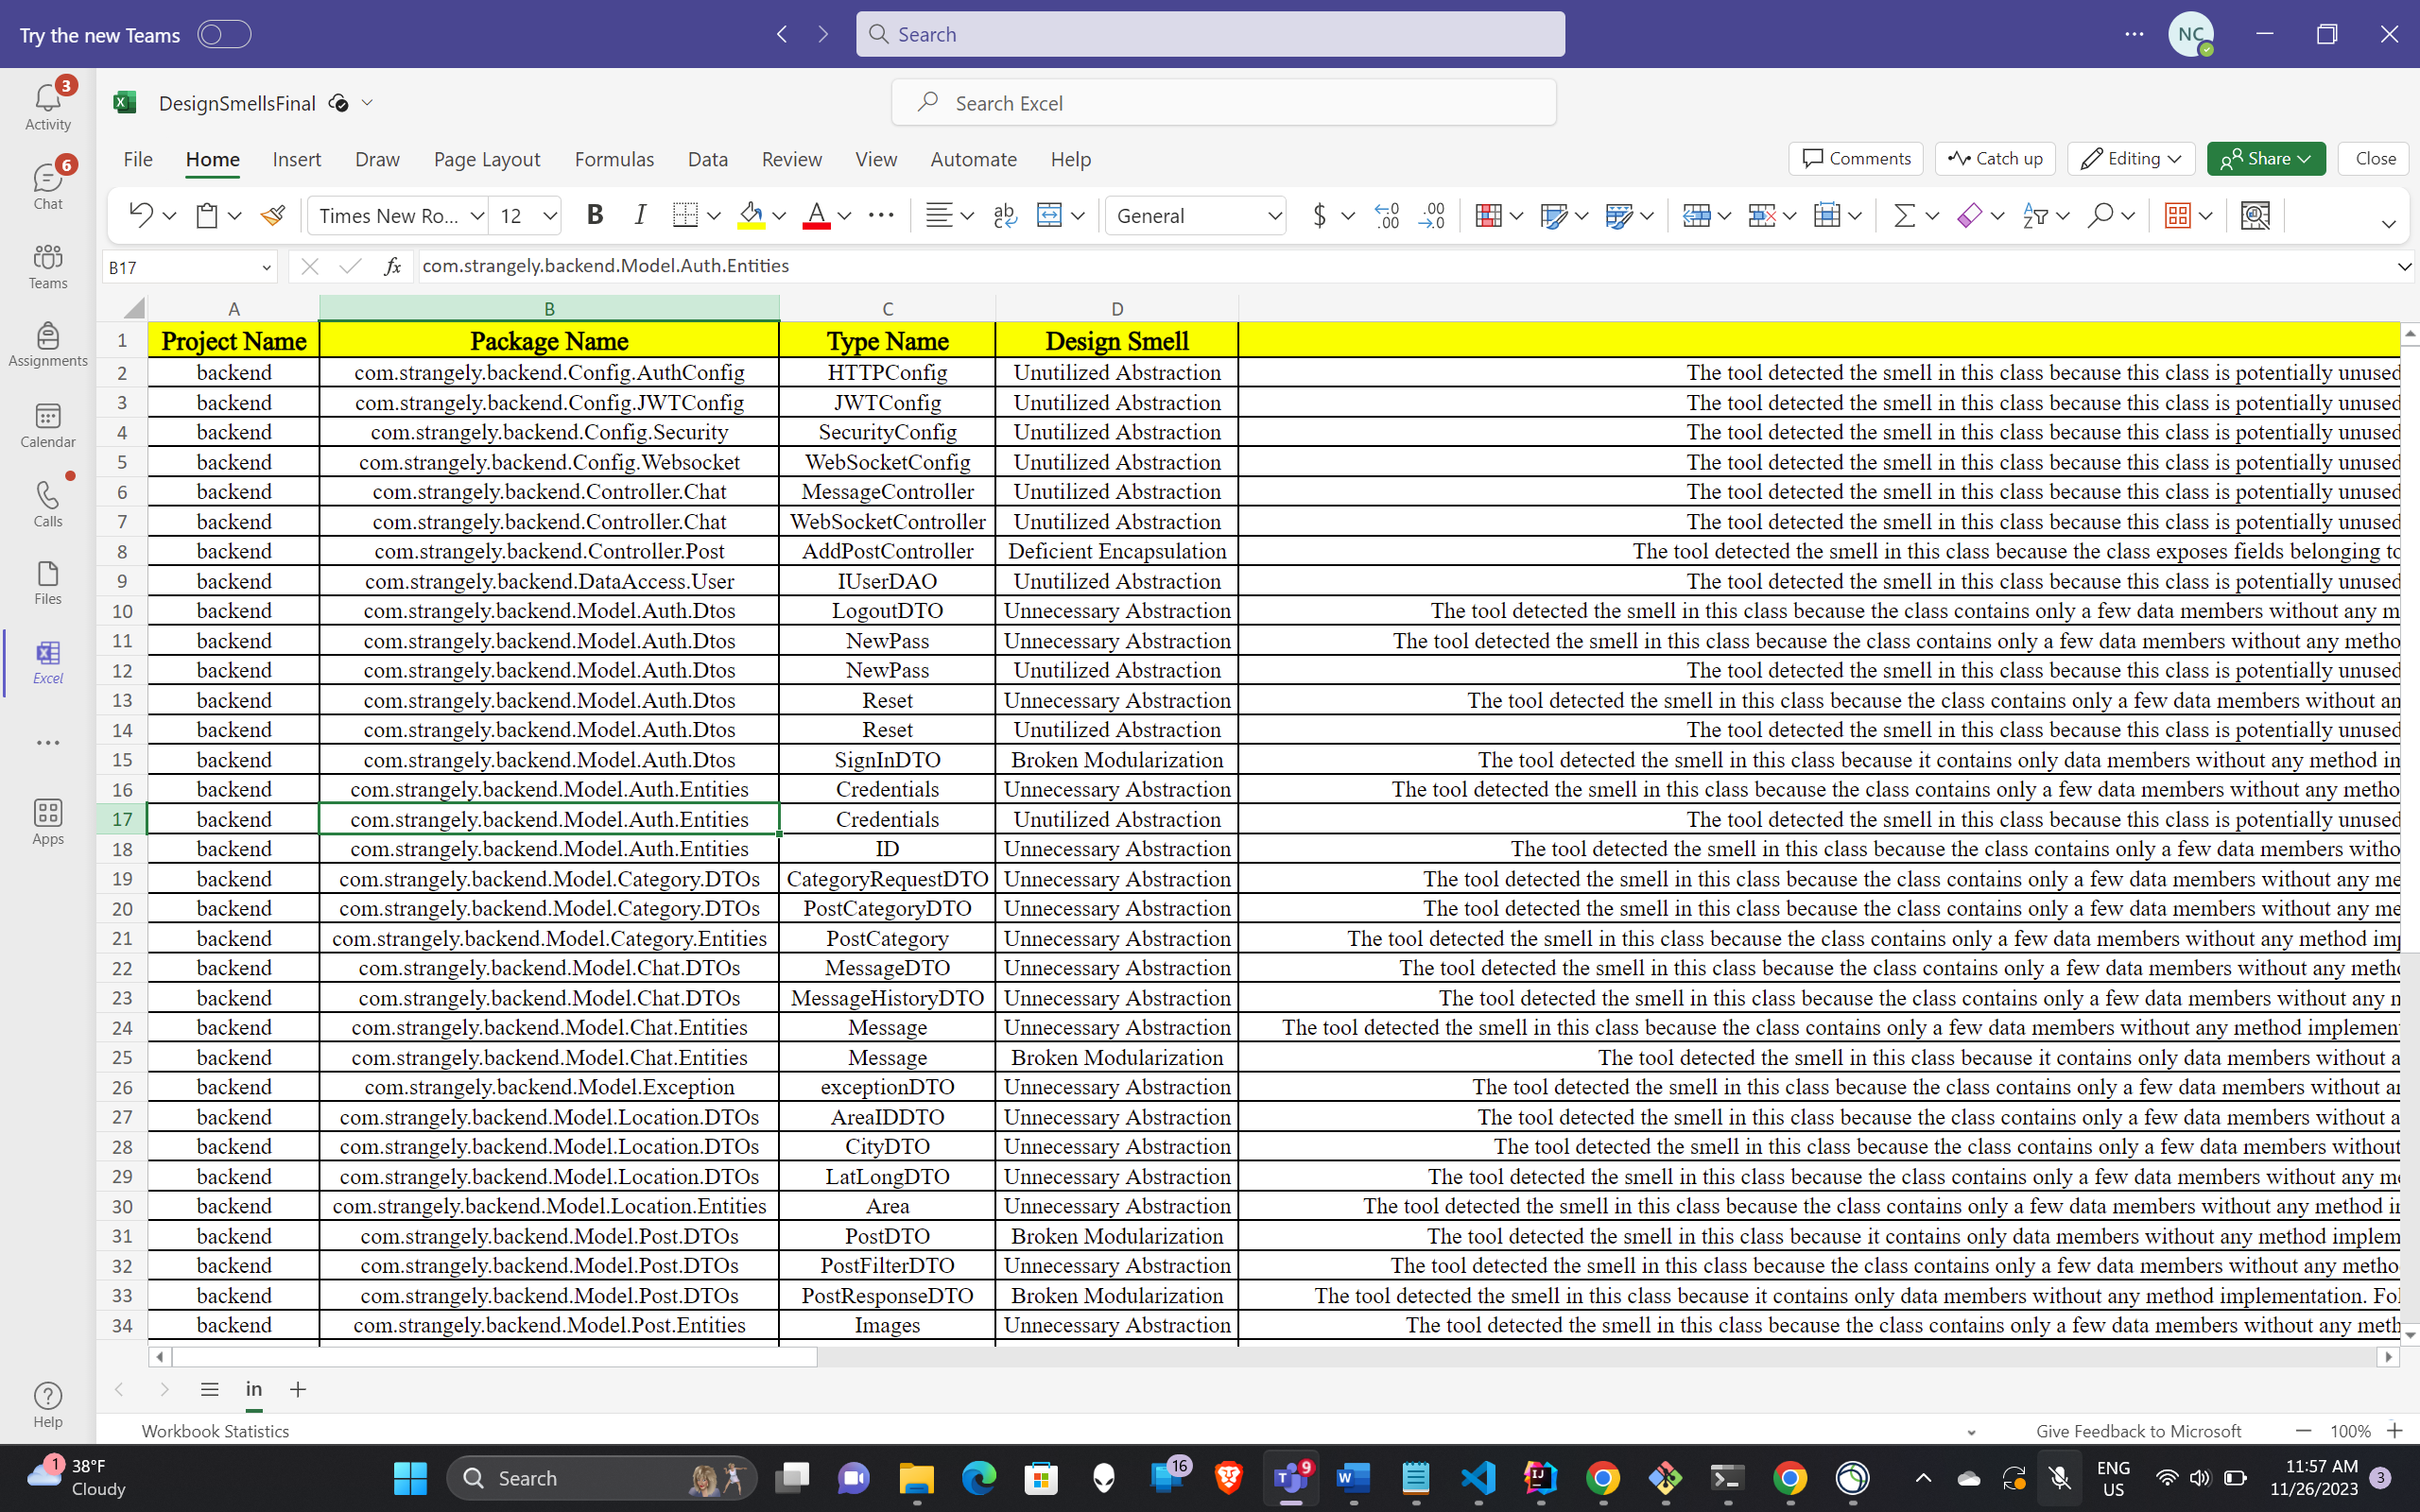 Try the new Teams
Search
NC
3
Activity
6
Chat
Teams
Assignments
Calendar
Calls
Files
Excel
Apps
Help
DesignSmellsFinal
Search Excel
File Home Insert Draw Page Layout Formulas Data Review View Automate Help
Comments Catch up Editing Share Close
Times New Ro... 12 B I A ab General $
B17 fx com.strangely.backend.Model.Auth.Entities
A B C D
1 Project Name Package Name Type Name Design Smell
2 backend com.strangely.backend.Config.AuthConfig HTTPConfig Unutilized Abstraction The tool detected the smell in this class because this class is potentially unused
3 backend com.strangely.backend.Config.JWTConfig JWTConfig Unutilized Abstraction The tool detected the smell in this class because this class is potentially unused
4 backend com.strangely.backend.Config.Security SecurityConfig Unutilized Abstraction The tool detected the smell in this class because this class is potentially unused
5 backend com.strangely.backend.Config.Websocket WebSocketConfig Unutilized Abstraction The tool detected the smell in this class because this class is potentially unused
6 backend com.strangely.backend.Controller.Chat MessageController Unutilized Abstraction The tool detected the smell in this class because this class is potentially unused
7 backend com.strangely.backend.Controller.Chat WebSocketController Unutilized Abstraction The tool detected the smell in this class because this class is potentially unused
8 backend com.strangely.backend.Controller.Post AddPostController Deficient Encapsulation The tool detected the smell in this class because the class exposes fields belonging to
9 backend com.strangely.backend.DataAccess.User IUserDAO Unutilized Abstraction The tool detected the smell in this class because this class is potentially unused
10 backend com.strangely.backend.Model.Auth.Dtos LogoutDTO Unnecessary Abstraction The tool detected the smell in this class because the class contains only a few data members without any m
11 backend com.strangely.backend.Model.Auth.Dtos NewPass Unnecessary Abstraction The tool detected the smell in this class because the class contains only a few data members without any metho
12 backend com.strangely.backend.Model.Auth.Dtos NewPass Unutilized Abstraction The tool detected the smell in this class because this class is potentially unused
13 backend com.strangely.backend.Model.Auth.Dtos Reset Unnecessary Abstraction The tool detected the smell in this class because the class contains only a few data members without an
14 backend com.strangely.backend.Model.Auth.Dtos Reset Unutilized Abstraction The tool detected the smell in this class because this class is potentially unused
15 backend com.strangely.backend.Model.Auth.Dtos SignInDTO Broken Modularization The tool detected the smell in this class because it contains only data members without any method in
16 backend com.strangely.backend.Model.Auth.Entities Credentials Unnecessary Abstraction The tool detected the smell in this class because the class contains only a few data members without any metho
17 backend com.strangely.backend.Model.Auth.Entities Credentials Unutilized Abstraction The tool detected the smell in this class because this class is potentially unused
18 backend com.strangely.backend.Model.Auth.Entities ID Unnecessary Abstraction The tool detected the smell in this class because the class contains only a few data members witho
19 backend com.strangely.backend.Model.Category.DTOs CategoryRequestDTO Unnecessary Abstraction The tool detected the smell in this class because the class contains only a few data members without any me
20 backend com.strangely.backend.Model.Category.DTOs PostCategoryDTO Unnecessary Abstraction The tool detected the smell in this class because the class contains only a few data members without any me
21 backend com.strangely.backend.Model.Category.Entities PostCategory Unnecessary Abstraction The tool detected the smell in this class because the class contains only a few data members without any method imp
22 backend com.strangely.backend.Model.Chat.DTOs MessageDTO Unnecessary Abstraction The tool detected the smell in this class because the class contains only a few data members without any metho
23 backend com.strangely.backend.Model.Chat.DTOs MessageHistoryDTO Unnecessary Abstraction The tool detected the smell in this class because the class contains only a few data members without any n
24 backend com.strangely.backend.Model.Chat.Entities Message Unnecessary Abstraction The tool detected the smell in this class because the class contains only a few data members without any method implemen
25 backend com.strangely.backend.Model.Chat.Entities Message Broken Modularization The tool detected the smell in this class because it contains only data members without a
26 backend com.strangely.backend.Model.Exception exceptionDTO Unnecessary Abstraction The tool detected the smell in this class because the class contains only a few data members without an
27 backend com.strangely.backend.Model.Location.DTOs AreaIDDTO Unnecessary Abstraction The tool detected the smell in this class because the class contains only a few data members without a
28 backend com.strangely.backend.Model.Location.DTOs CityDTO Unnecessary Abstraction The tool detected the smell in this class because the class contains only a few data members without
29 backend com.strangely.backend.Model.Location.DTOs LatLongDTO Unnecessary Abstraction The tool detected the smell in this class because the class contains only a few data members without any me
30 backend com.strangely.backend.Model.Location.Entities Area Unnecessary Abstraction The tool detected the smell in this class because the class contains only a few data members without any method in
31 backend com.strangely.backend.Model.Post.DTOs PostDTO Broken Modularization The tool detected the smell in this class because it contains only data members without any method implem
32 backend com.strangely.backend.Model.Post.DTOs PostFilterDTO Unnecessary Abstraction The tool detected the smell in this class because the class contains only a few data members without any metho
33 backend com.strangely.backend.Model.Post.DTOs PostResponseDTO Broken Modularization The tool detected the smell in this class because it contains only data members without any method implementation. Fol
34 backend com.strangely.backend.Model.Post.Entities Images Unnecessary Abstraction The tool detected the smell in this class because the class contains only a few data members without any meth
in
Workbook Statistics Give Feedback to Microsoft 100%
1 38°F
Cloudy
Search
16
9
ENG
US
11:57 AM
11/26/2023
3